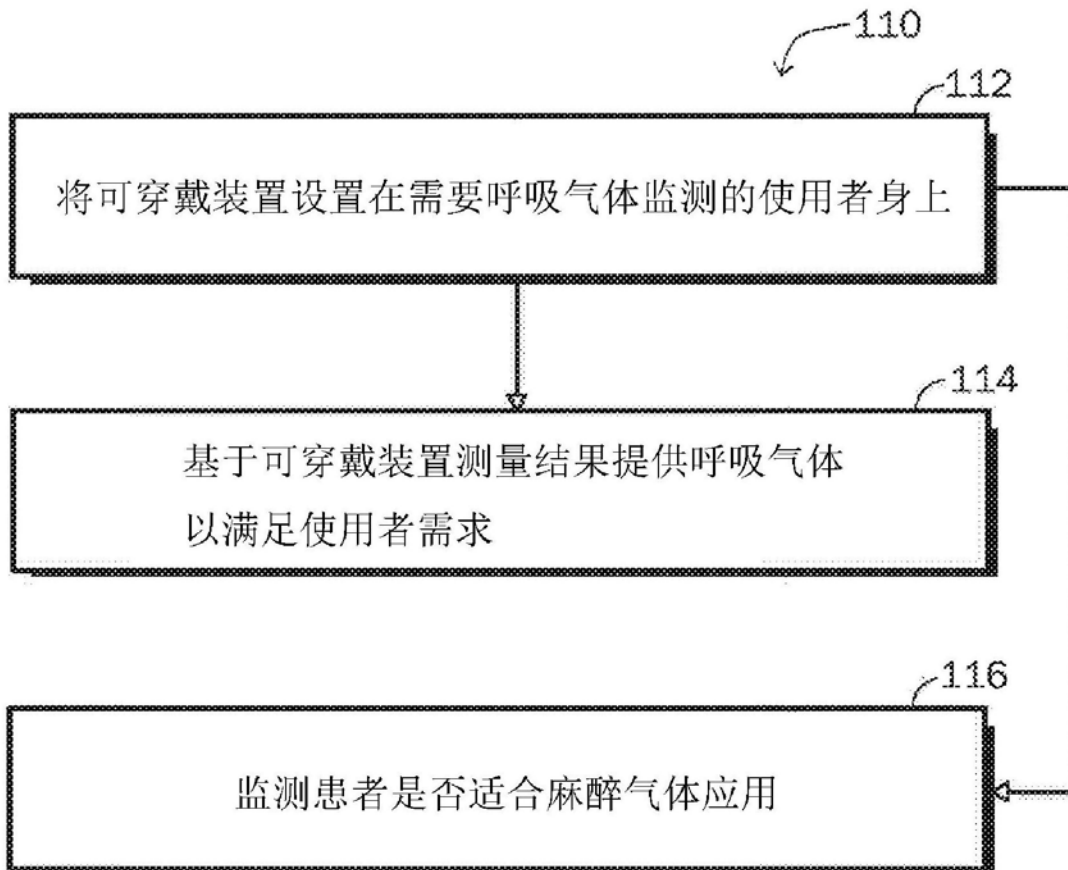 110
112
将可穿戴装置设置在需要呼吸气体监测的使用者身上
114
基于可穿戴装置测量结果提供呼吸气体
以满足使用者需求
116
监测患者是否适合麻醉气体应用